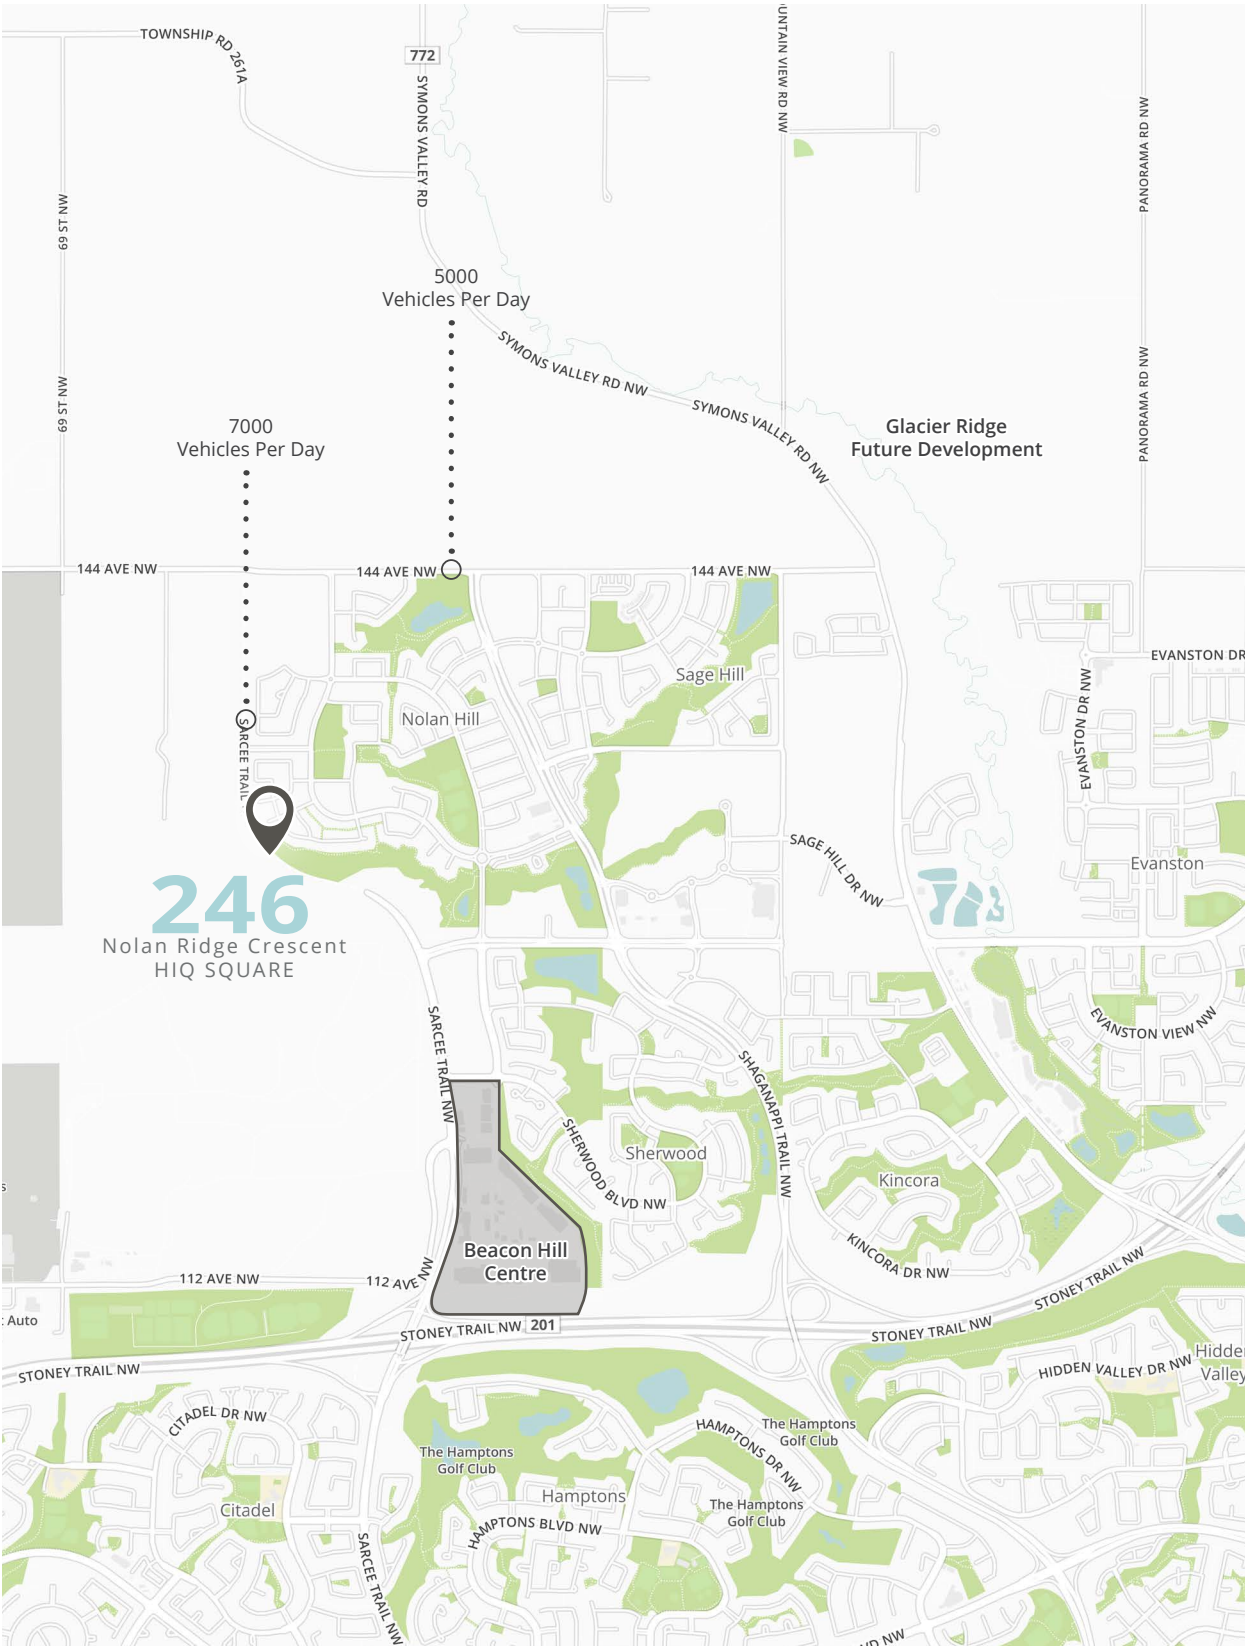 TOWNSHIP RD 261A
772
SYMONS VALLEY RD
UNTAIN VIEW RD NW
PANORAMA RD NW
69 ST NW
5000
Vehicles Per Day
SYMONS VALLEY RD NW
SYMONS VALLEY RD NW
69 ST NW
PANORAMA RD NW
7000
Vehicles Per Day
Glacier Ridge
Future Development
144 AVE NW
144 AVE NW
144 AVE NW
EVANSTON DR
Sage Hill
Nolan Hill
EVANSTON DR NW
SARCEE TRAIL
SAGE HILL DR NW
Evanston
246
Nolan Ridge Crescent
HIQ SQUARE
SARCEE TRAIL NW
EVANSTON VIEW NW
SHAGANAPPI TRAIL NW
SHERWOOD BLVD NW
Sherwood
Kincora
s
KINCORA DR NW
Beacon Hill
Centre
112 AVE NW
112 AVE NW
STONEY TRAIL NW
t Auto
STONEY TRAIL NW
201
STONEY TRAIL NW
STONEY TRAIL NW
Hidde
Valley
HIDDEN VALLEY DR NW
CITADEL DR NW
HAMPTONS DR NW
The Hamptons
Golf Club
The Hamptons
Golf Club
Hamptons
The Hamptons
Golf Club
Citadel
HAMPTONS BLVD NW
SARCEE TRAIL NW
VD NW